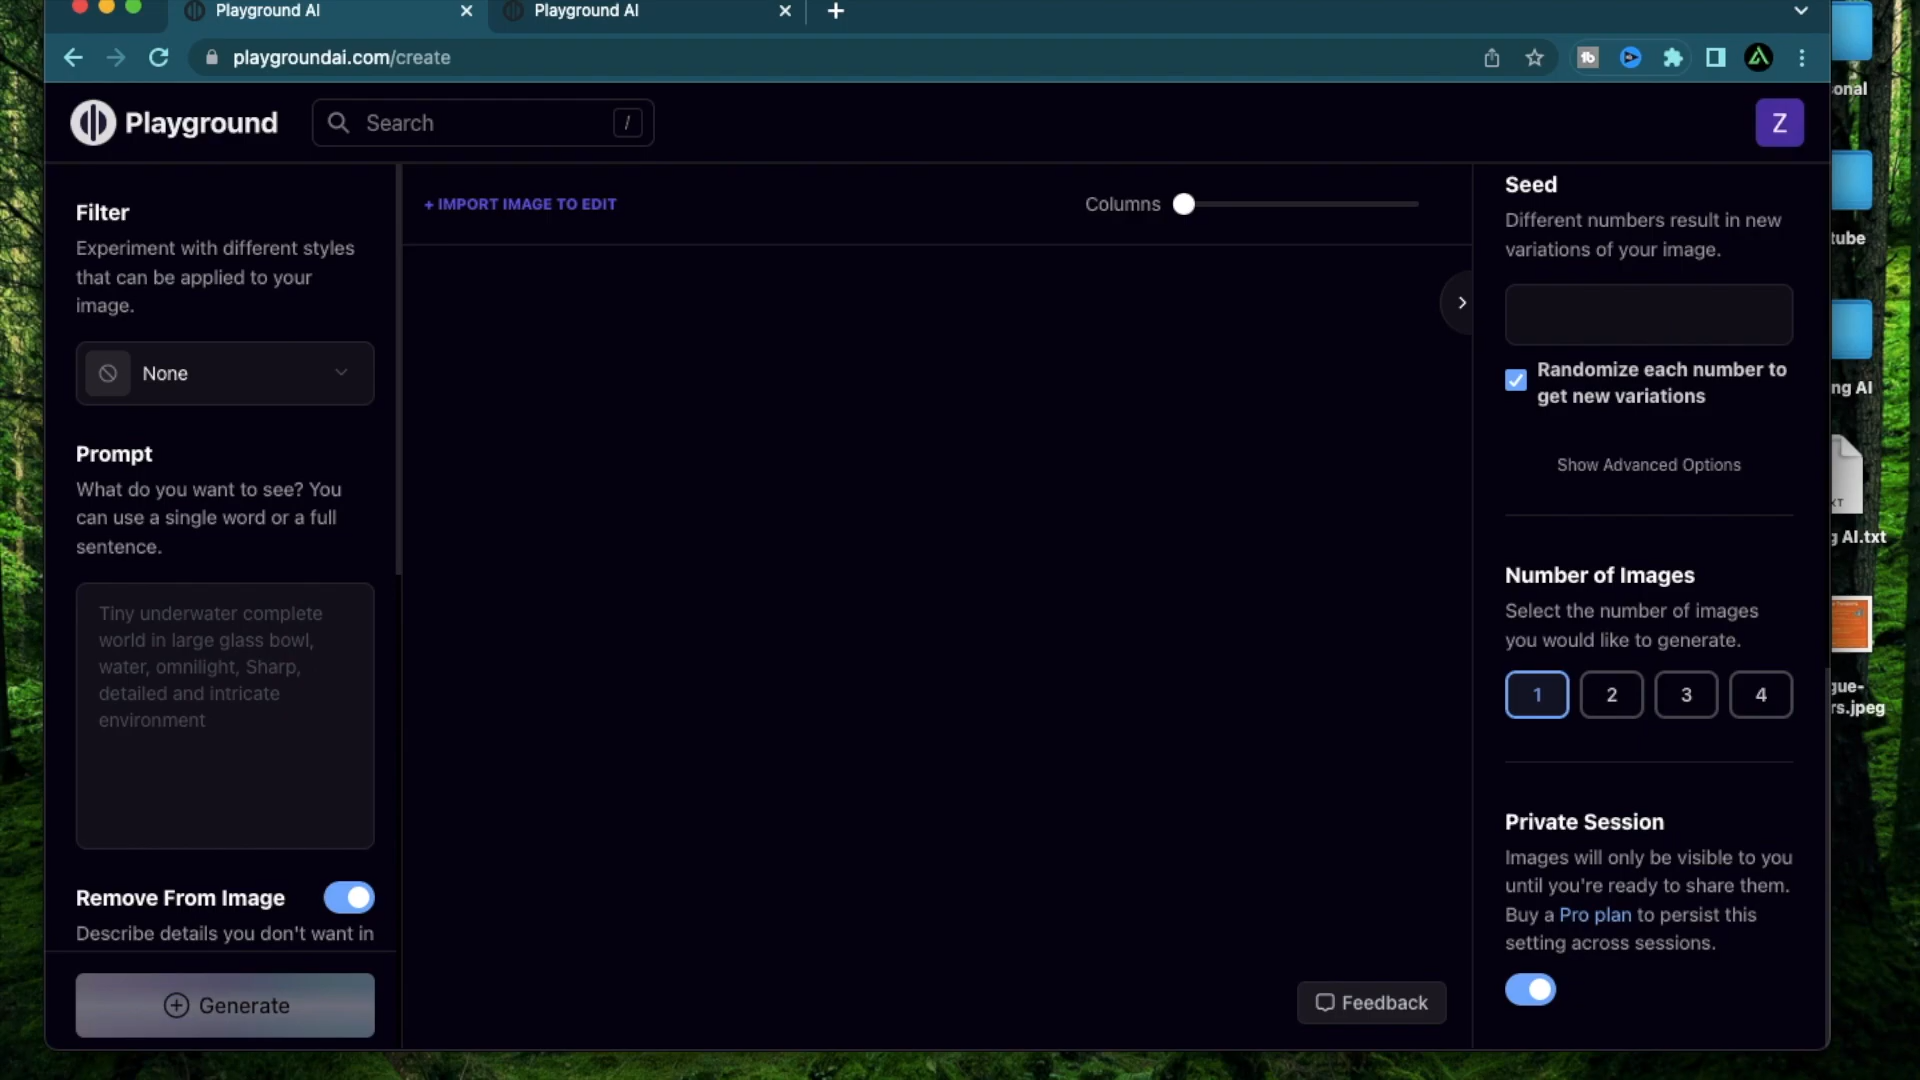 Playground AI
Playground AI
playgroundai.com/create
Playground
Search
/
Z
Filter
Experiment with different styles
that can be applied to your
image.
None
Prompt
What do you want to see? You
can use a single word or a full
sentence.
Tiny underwater complete
world in large glass bowl,
water, omnilight, Sharp,
detailed and intricate
environment
Remove From Image
Describe details you don't want in
Generate
+ IMPORT IMAGE TO EDIT
Columns
Feedback
Seed
Different numbers result in new
variations of your image.
Randomize each number to
get new variations
Show Advanced Options
Number of Images
Select the number of images
you would like to generate.
1
2
3
4
Private Session
Images will only be visible to you
until you're ready to share them.
Buy a Pro plan to persist this
setting across sessions.
onal
tube
ng AI
XT
g AI.txt
gue-
rs.jpeg